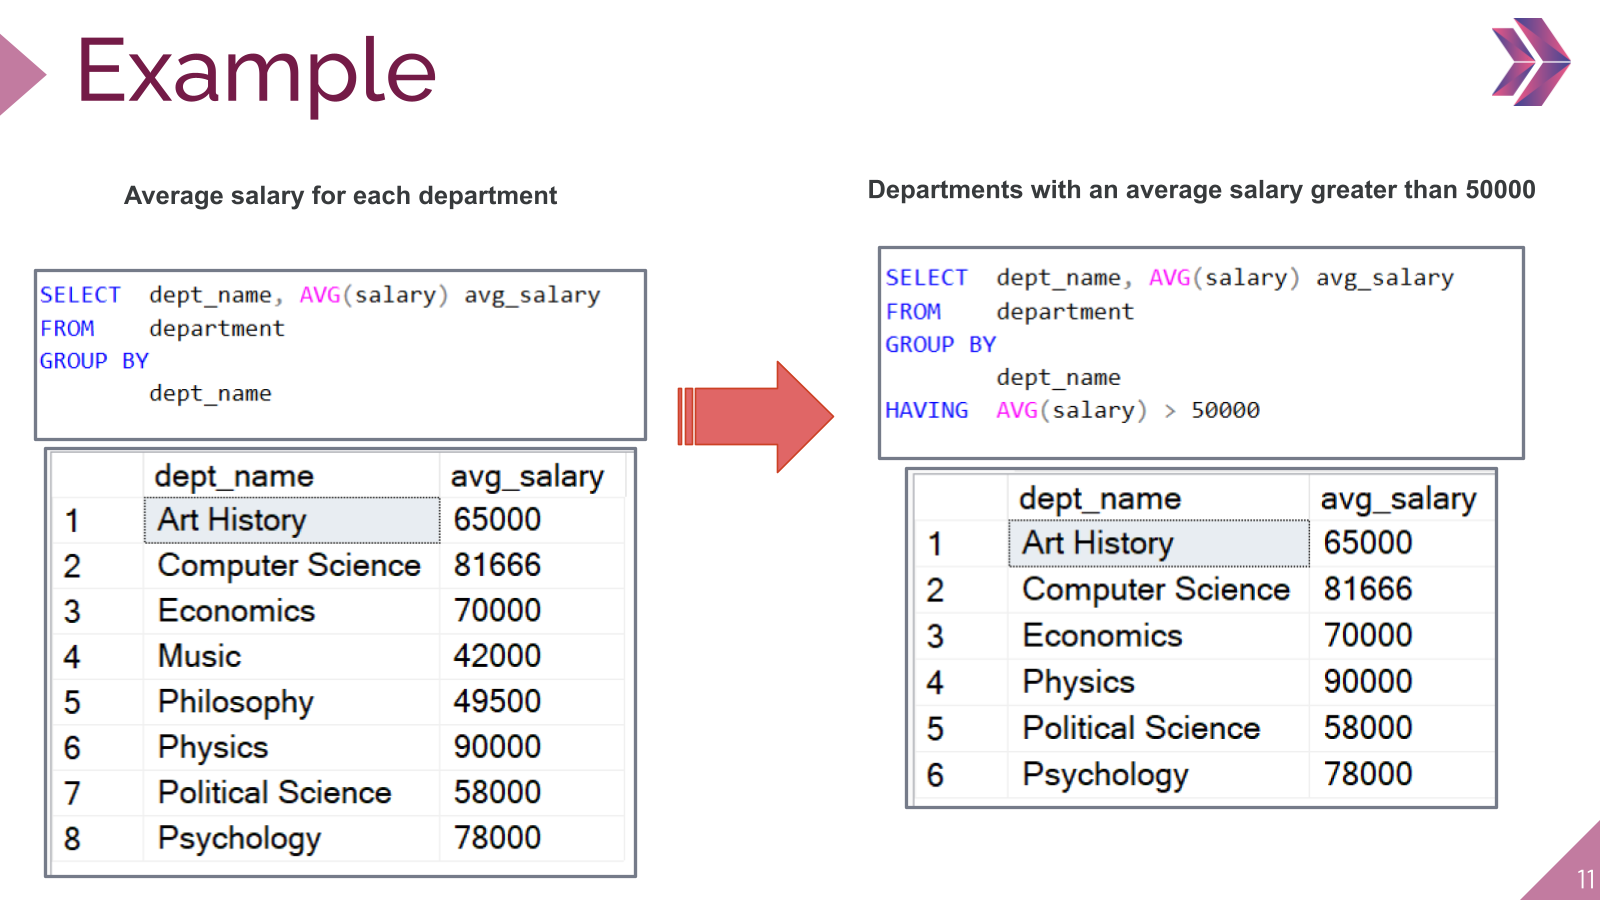 Example
Average salary for each department
SELECT dept_name, AVG(salary) avg_salary
FROM department
GROUP BY
dept_name
dept_name avg_salary
1 Art History 65000
2 Computer Science 81666
3 Economics 70000
4 Music 42000
5 Philosophy 49500
6 Physics 90000
7 Political Science 58000
8 Psychology 78000
Departments with an average salary greater than 50000
SELECT dept_name, AVG(salary) avg_salary
FROM department
GROUP BY
dept_name
HAVING AVG(salary) > 50000
dept_name avg_salary
1 Art History 65000
2 Computer Science 81666
3 Economics 70000
4 Physics 90000
5 Political Science 58000
6 Psychology 78000
11